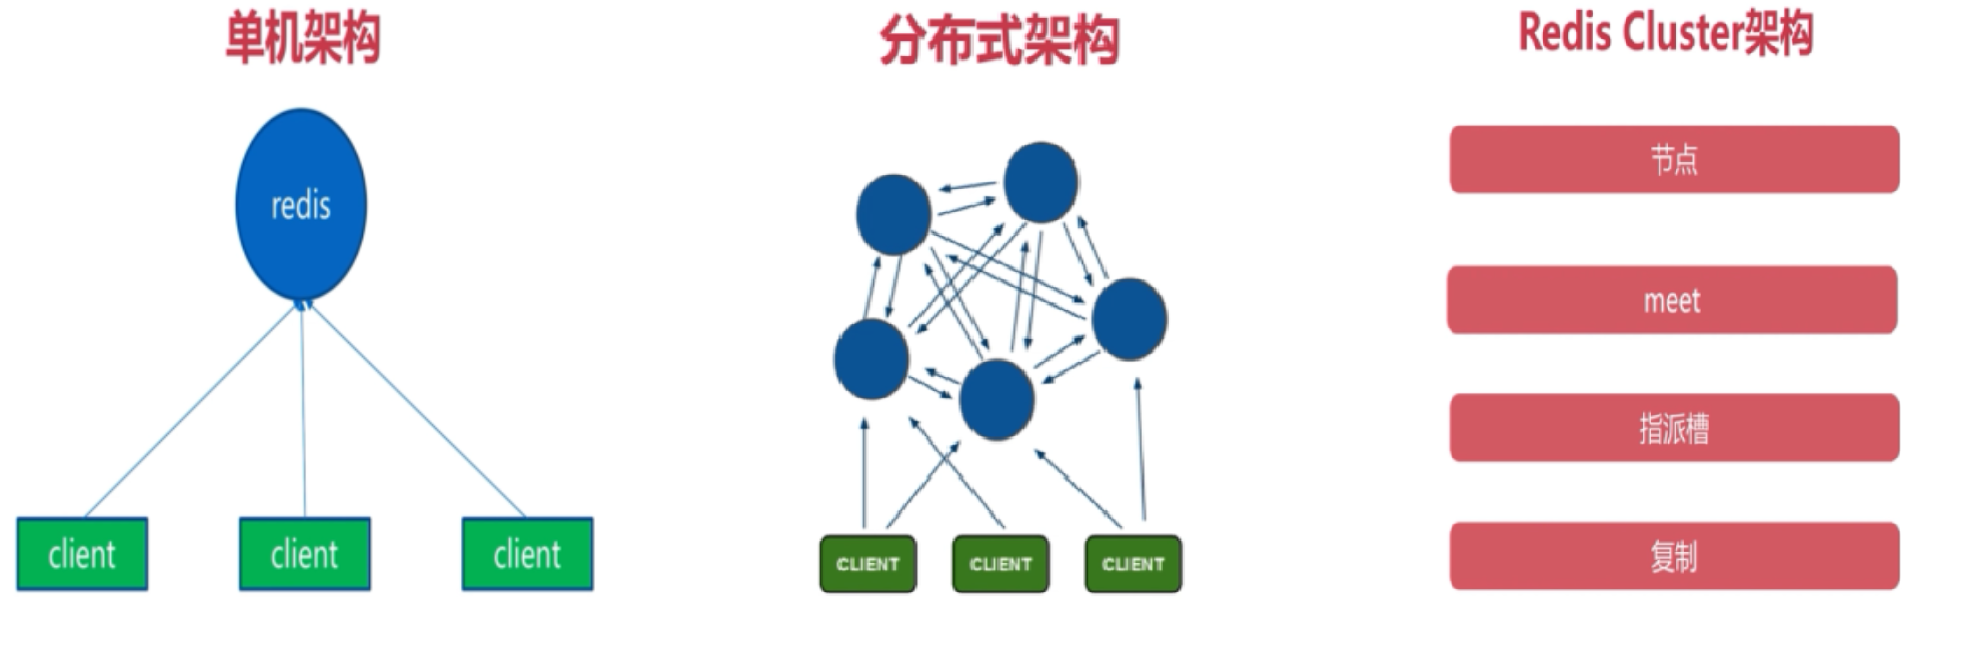 单机架构
redis
client
client
client
分布式架构
CLIENT
CLIENT
CLIENT
Redis Cluster架构
节点
meet
指派槽
复制